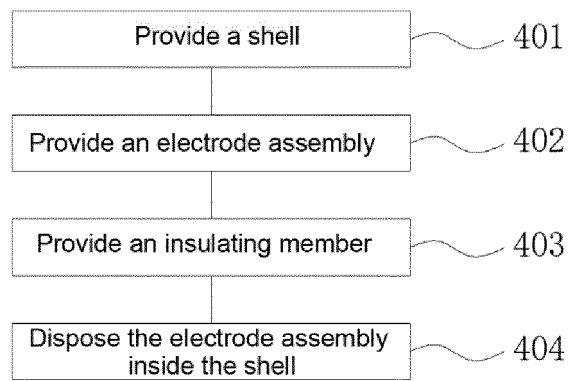 Provide a shell
401
Provide an electrode assembly
402
Provide an insulating member
403
Dispose the electrode assembly
inside the shell
404